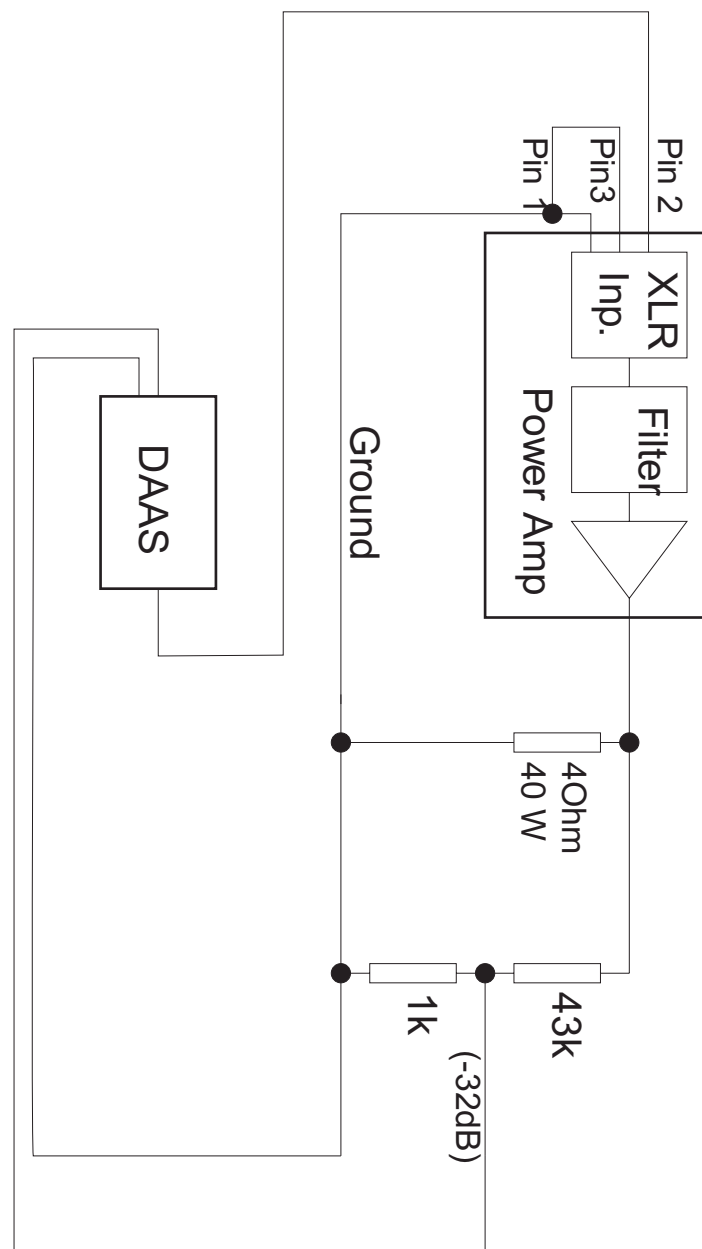 Pin 1
Pin3
Pin 2
XLR
Inp.
Filter
Power Amp
DAAS
Ground
4Ohm
40 W
1k
43k
(-32dB)